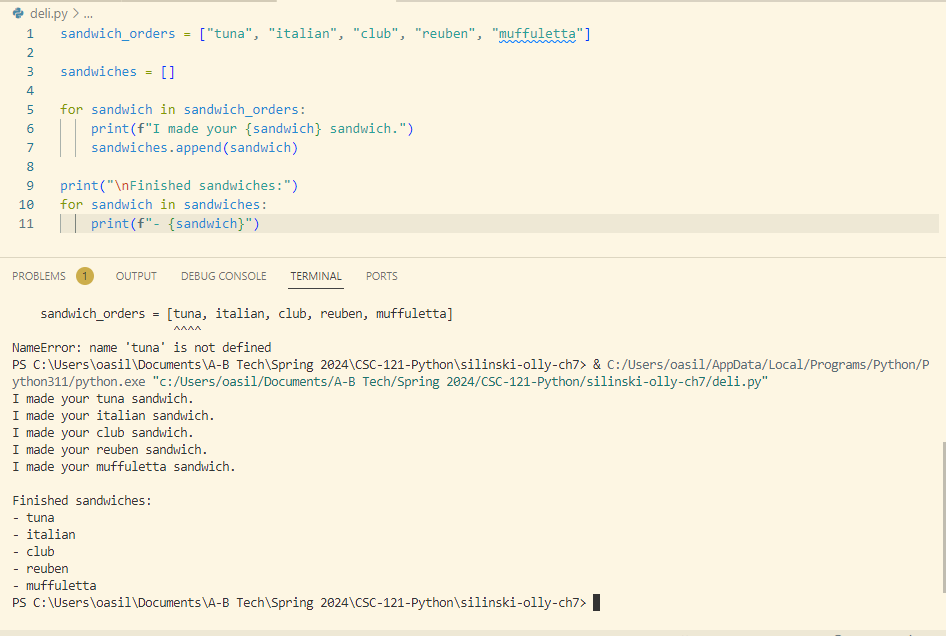 deli.py > ...
1 sandwich_orders = ["tuna", "italian", "club", "reuben", "muffuletta"]
2
3 sandwiches = []
4
5 for sandwich in sandwich_orders:
6     print(f"I made your {sandwich} sandwich.")
7     sandwiches.append(sandwich)
8
9 print("\nFinished sandwiches:")
10 for sandwich in sandwiches:
11     print(f"- {sandwich}")
PROBLEMS 1 OUTPUT DEBUG CONSOLE TERMINAL PORTS
    sandwich_orders = [tuna, italian, club, reuben, muffuletta]
                       ^^^^
NameError: name 'tuna' is not defined
PS C:\Users\oasil\Documents\A-B Tech\Spring 2024\CSC-121-Python\silinski-olly-ch7> & C:/Users/oasil/AppData/Local/Programs/Python/P
ython311/python.exe "c:/Users/oasil/Documents/A-B Tech/Spring 2024/CSC-121-Python/silinski-olly-ch7/deli.py"
I made your tuna sandwich.
I made your italian sandwich.
I made your club sandwich.
I made your reuben sandwich.
I made your muffuletta sandwich.

Finished sandwiches:
- tuna
- italian
- club
- reuben
- muffuletta
PS C:\Users\oasil\Documents\A-B Tech\Spring 2024\CSC-121-Python\silinski-olly-ch7>